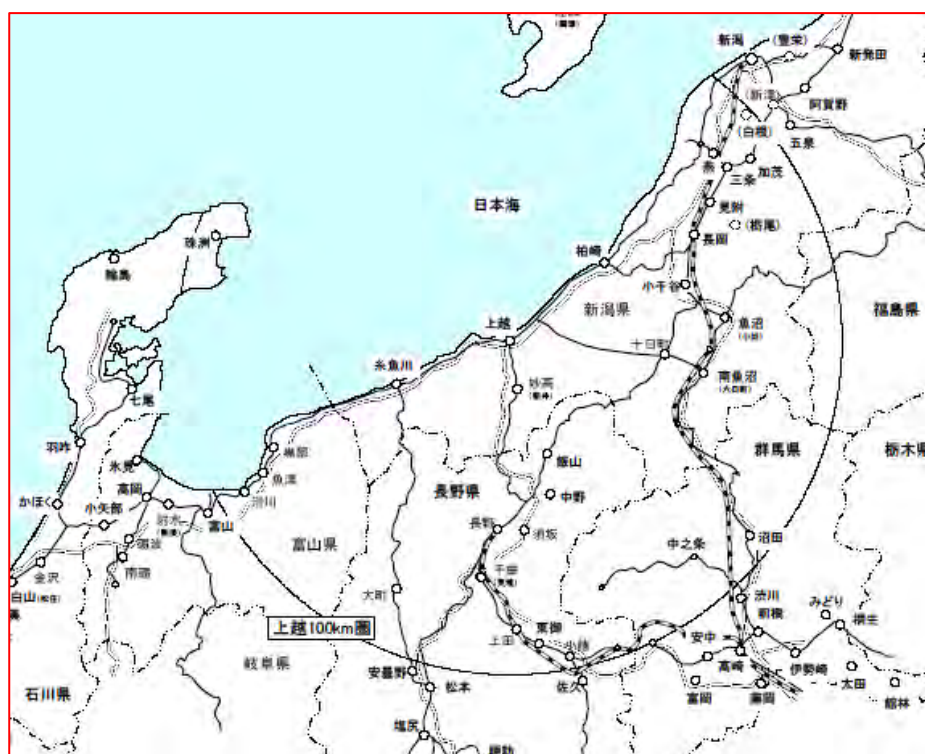 新潟
(豊栄)
新発田
(新津)
阿賀野
(白根)
五泉
燕
加茂
三条
見附
(栃尾)
長岡
日本海
柏崎
小千谷
新潟県
魚沼
(小出)
福島県
上越
十日町
南魚沼
(六日町)
糸魚川
妙高
(新井)
珠洲
輪島
七尾
羽咋
氷見
高岡
かほく
小矢部
射水
(新湊)
富山
滑川
魚津
黒部
砺波
南砺
金沢
白山(松任)
富山県
長野県
飯山
中野
長野
須坂
群馬県
栃木県
千曲
(更埴)
大町
中之条
沼田
渋川
前橋
みどり
桐生
上越100km圏
上田
東御
小諸
安中
高崎
伊勢崎
太田
館林
佐久
富岡
藤岡
岐阜県
安曇野
松本
塩尻
諏訪
石川県